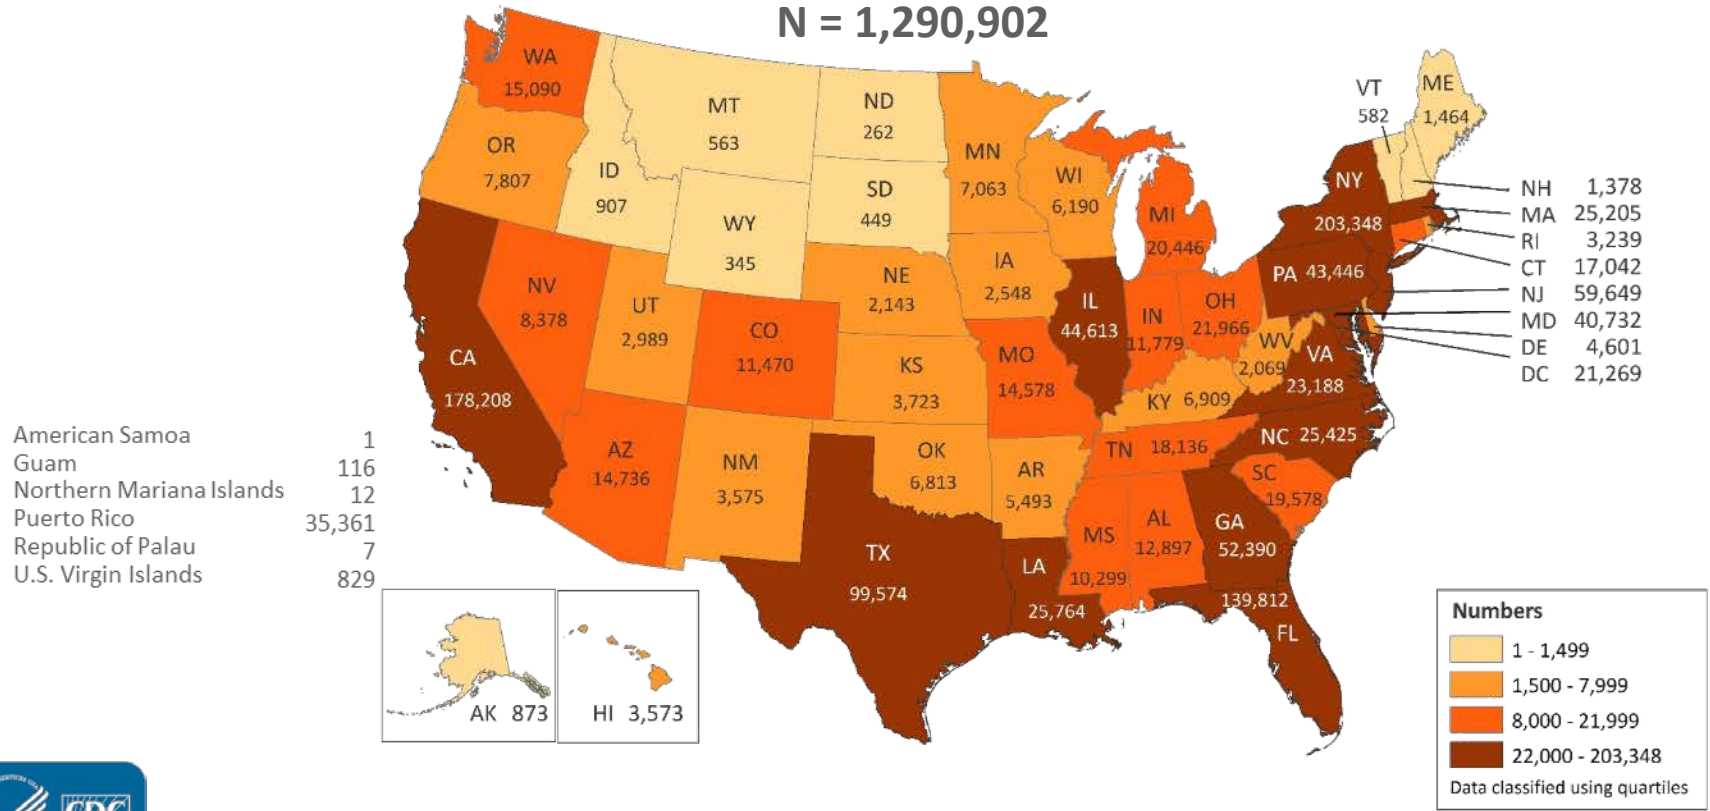 N = 1,290,902
WA
15,090
OR
7,807
MT
563
ID
907
WY
345
ND
262
SD
449
MN
7,063
WI
6,190
MI
20,446
VT
582
ME
1,464
NY
203,348
NH 1,378
MA 25,205
RI 3,239
CT 17,042
NJ 59,649
MD 40,732
DE 4,601
DC 21,269
PA 43,446
NV
8,378
UT
2,989
CO
11,470
NE
2,143
IA
2,548
IL
44,613
IN
11,779
OH
21,966
WV
2,069
VA
23,188
CA
178,208
KS
3,723
MO
14,578
KY 6,909
AZ
14,736
NM
3,575
OK
6,813
AR
5,493
TN 18,136
NC 25,425
SC
19,578
MS
10,299
AL
12,897
GA
52,390
TX
99,574
LA
25,764
139,812
FL
AK 873
HI 3,573
American Samoa 1
Guam 116
Northern Mariana Islands 12
Puerto Rico 35,361
Republic of Palau 7
U.S. Virgin Islands 829
Numbers
1 - 1,499
1,500 - 7,999
8,000 - 21,999
22,000 - 203,348
Data classified using quartiles
CDC